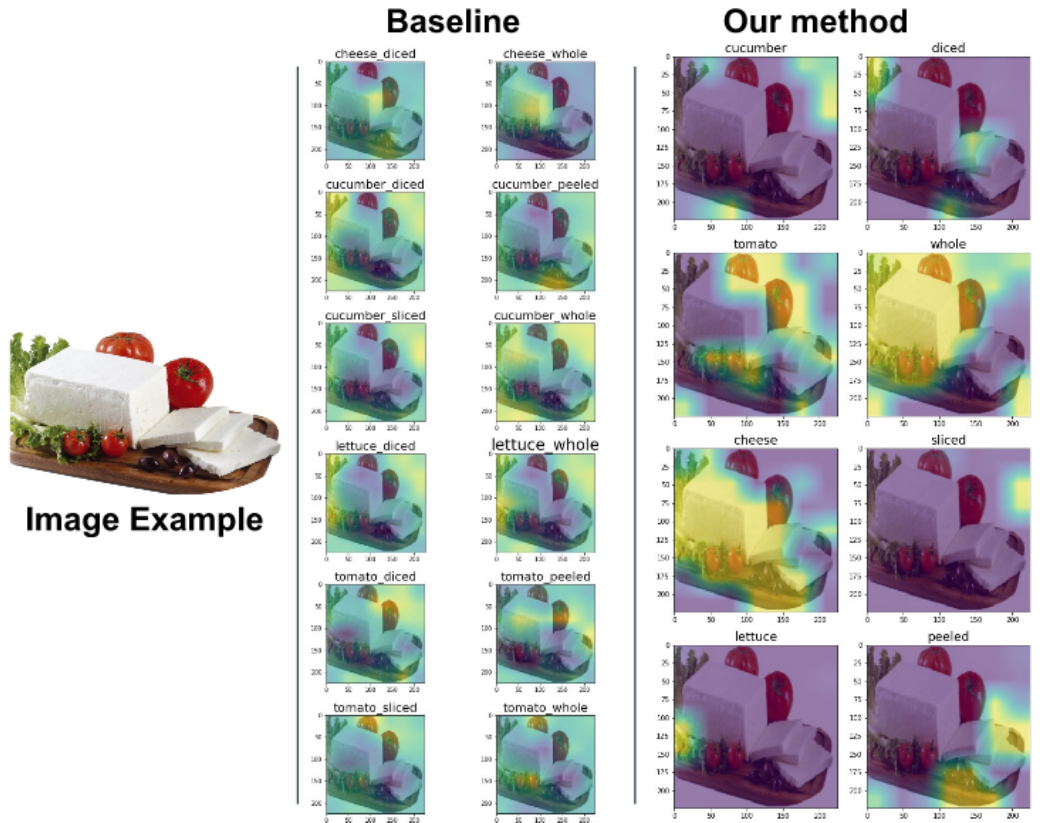 Baseline
Our method
cheese_diced
cheese_whole
cucumber_diced
cucumber_peeled
cucumber_sliced
cucumber_whole
lettuce_diced
lettuce_whole
tomato_diced
tomato_peeled
tomato_sliced
tomato_whole
cucumber
diced
tomato
whole
cheese
sliced
lettuce
peeled
Image Example